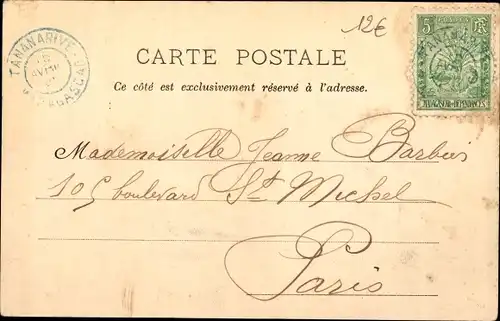 12€
TANANARIVE
MADAGASCAR
5
CARTE POSTALE
Ce côté est exclusivement réservé à l'adresse.
Mademoiselle Jeanne Barbier
105 boulevard St Michel
Paris